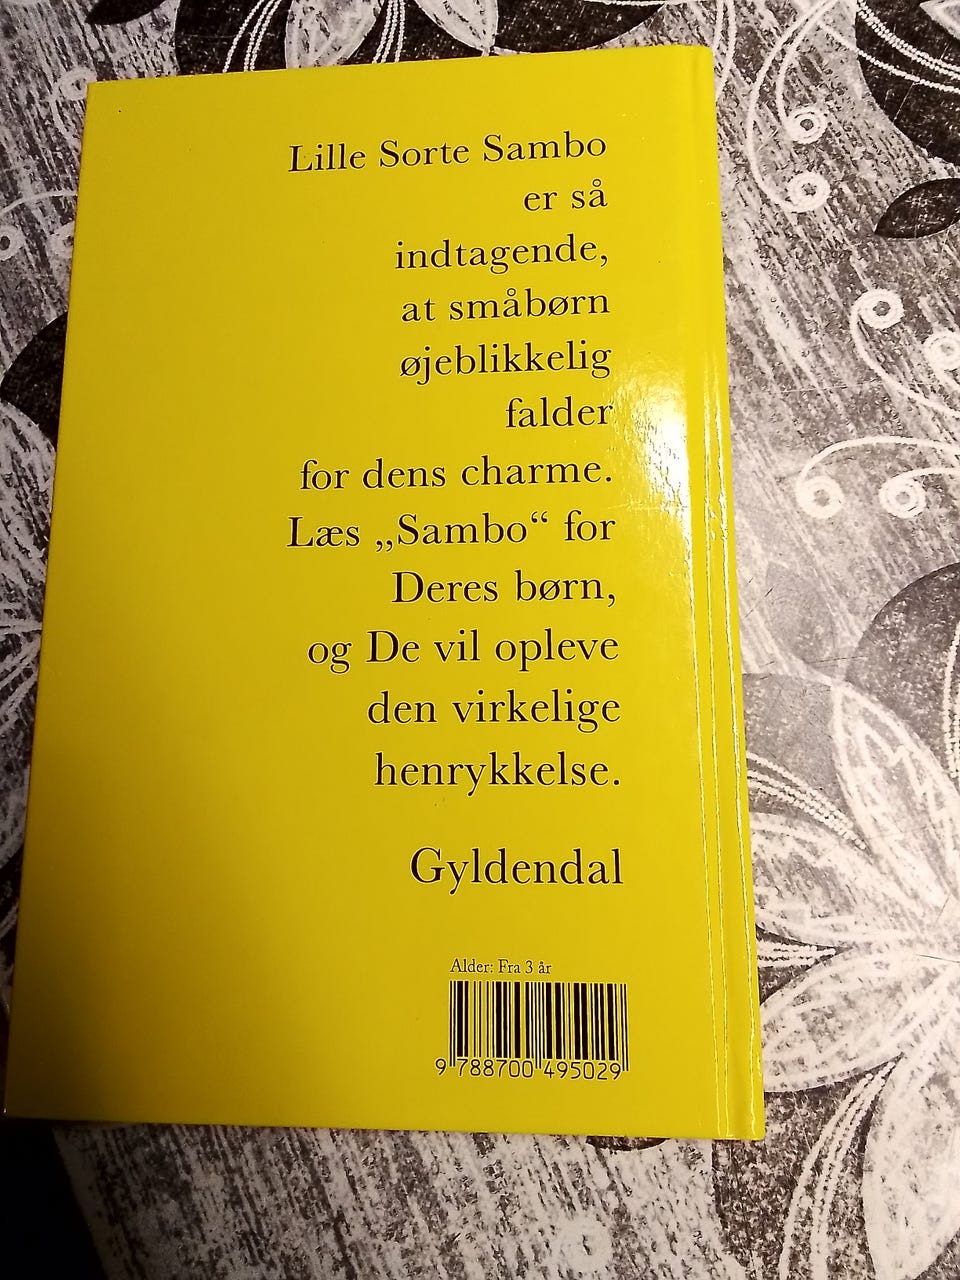 Lille Sorte Sambo
er så
indtagende,
at småbørn
øjeblikkelig
falder
for dens charme.
Læs „Sambo“ for
Deres børn,
og De vil opleve
den virkelige
henrykkelse.
Gyldendal
Alder: Fra 3 år
9 788700 495029